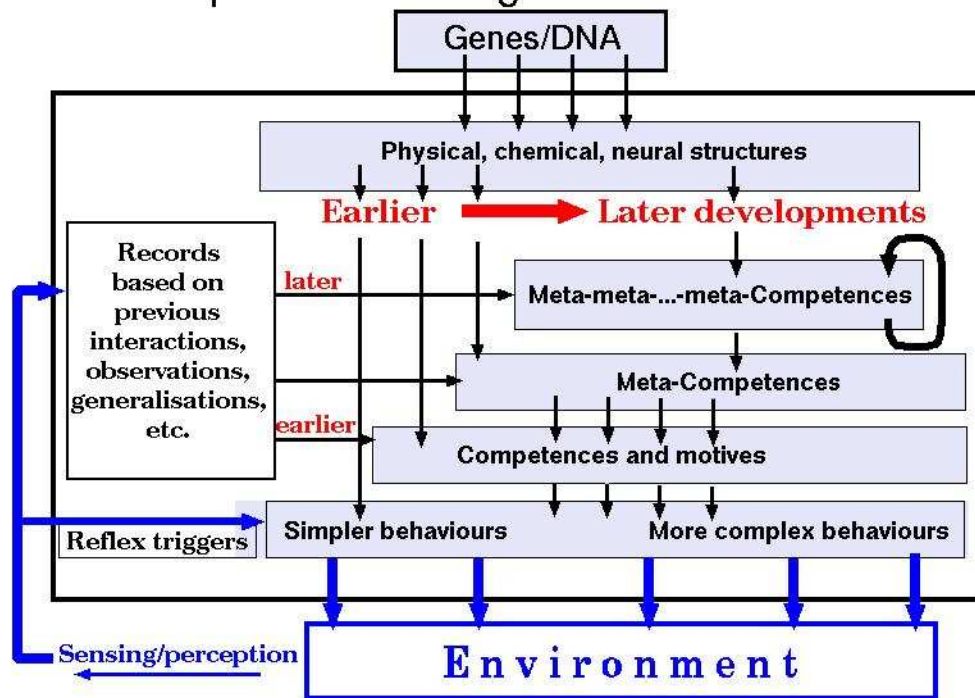 Genes/DNA
Physical, chemical, neural structures
Earlier
Later developments
Records
based on
previous
interactions,
observations,
generalisations,
etc.
later
Meta-meta-...-meta-Competences
Meta-Competences
earlier
Competences and motives
Reflex triggers
Simpler behaviours
More complex behaviours
Sensing/perception
Environment